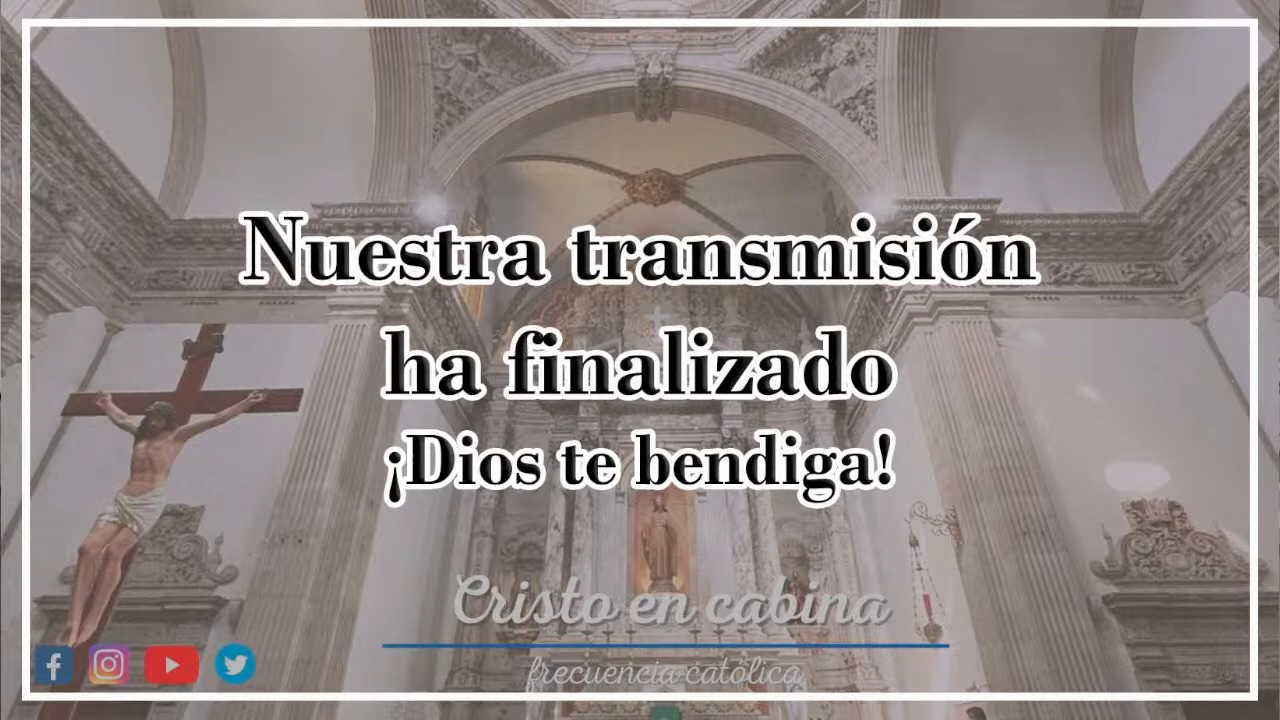 Nuestra transmisión
ha finalizado
¡Dios te bendiga!
Cristo en cabina
frecuencia católica